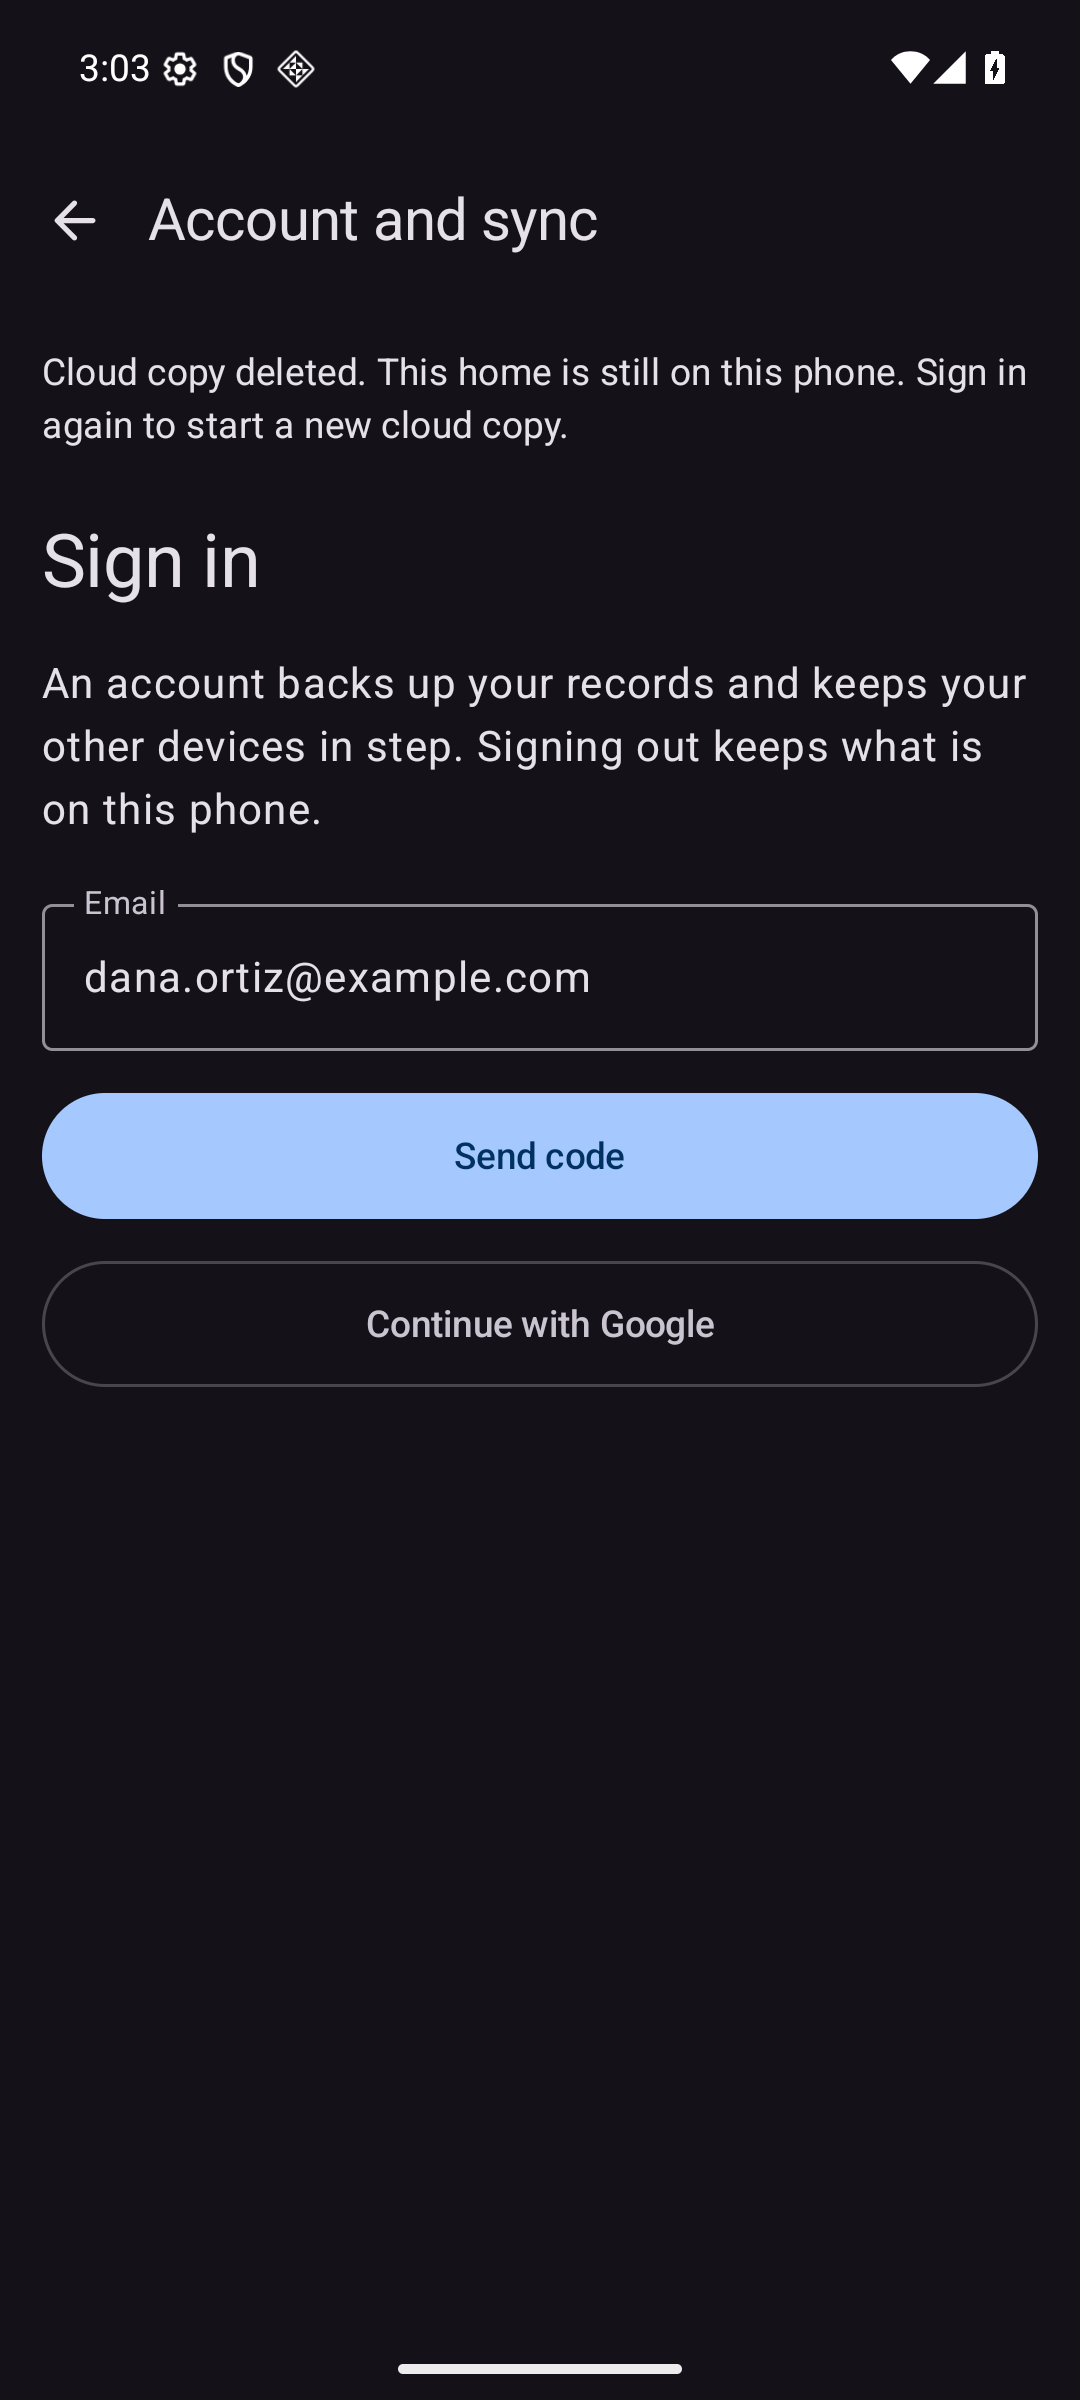 3:03
Account and sync
Cloud copy deleted. This home is still on this phone. Sign in
again to start a new cloud copy.
Sign in
An account backs up your records and keeps your
other devices in step. Signing out keeps what is
on this phone.
Email
dana.ortiz@example.com
Send code
Continue with Google